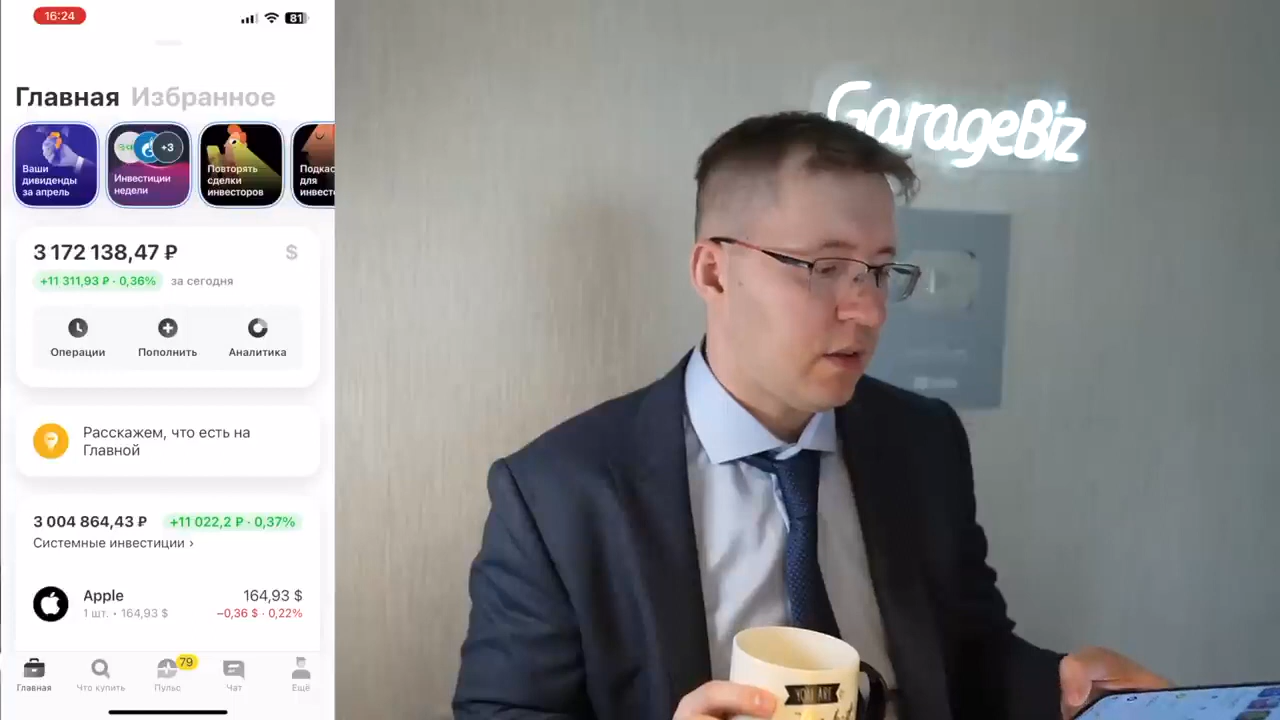 16:24
81
Главная Избранное
Ваши
дивиденды
за апрель
+3
Инвестиции
недели
Повторять
сделки
инвесторов
Подкас
для
инвест
3 172 138,47 ₽
$
+11 311,93 ₽ · 0,36% за сегодня
Операции
Пополнить
Аналитика
Расскажем, что есть на
Главной
3 004 864,43 ₽ +11 022,2 ₽ · 0,37%
Системные инвестиции ›
Apple 164,93 $
1 шт. • 164,93 $ −0,36 $ · 0,22%
79
Главная
Что купить
Пульс
Чат
Ещё
GarageBiz
YOU ARE